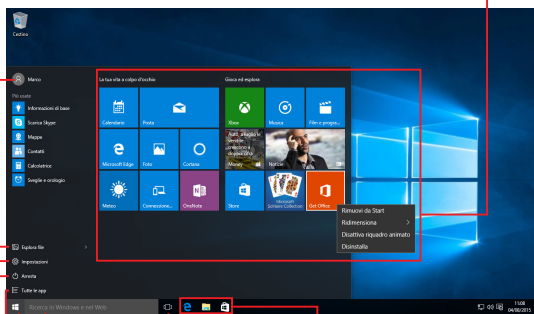 Cestino
Marco
Più usate
Informazioni di base
Scarica Skype
Mappe
Contatti
Calcolatrice
Sveglie e orologio
Esplora file
Impostazioni
Arresta
Tutte le app
La tua vita a colpo d'occhio
Calendario
Posta
Microsoft Edge
Foto
Cortana
Meteo
Connessione...
OneNote
Gioca ed esplora
Xbox
Musica
Film e progra...
Money
Notizie
Store
Microsoft
Solitaire Collection
Get Office
Rimuovi da Start
Ridimensiona
Disattiva riquadro animato
Disinstalla
Ricerca in Windows e nel Web
11:08
04/08/2015